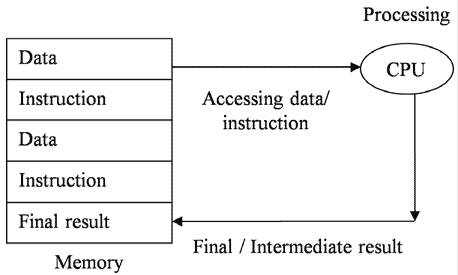 Processing
Data
CPU
Instruction
Accessing data/
instruction
Data
Instruction
Final result
Final / Intermediate result
Memory